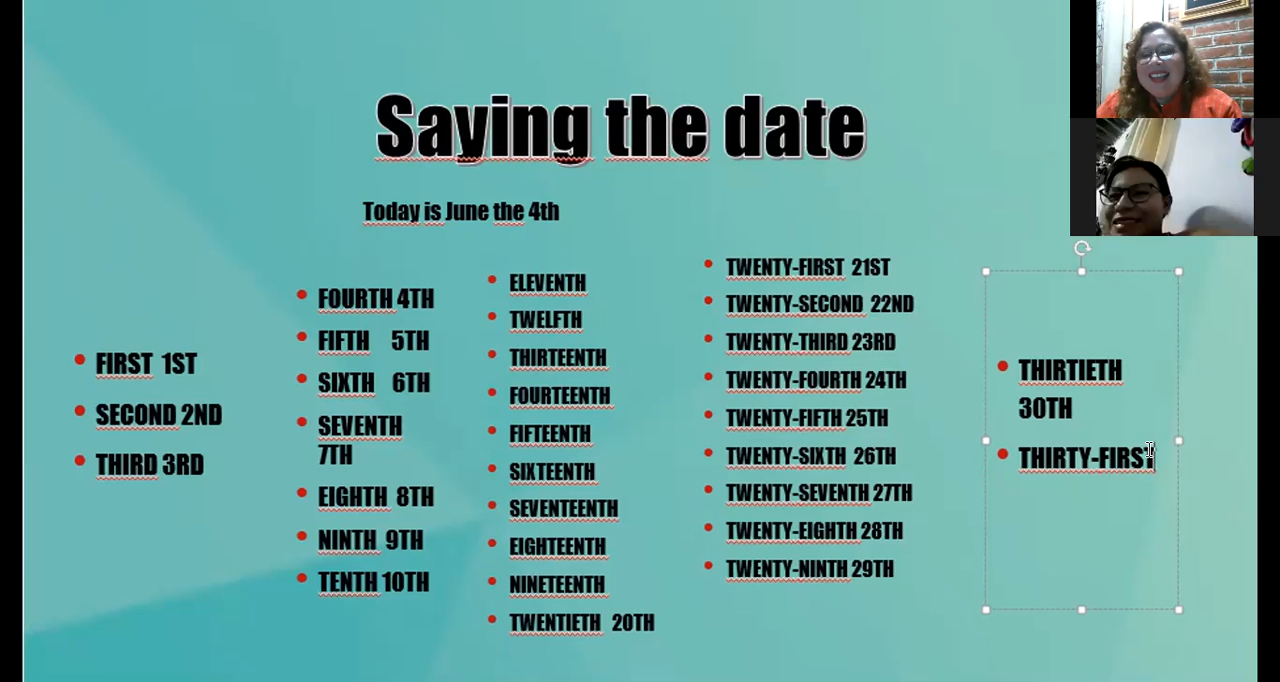 Saying the date
Today is June the 4th
FIRST 1ST
SECOND 2ND
THIRD 3RD
FOURTH 4TH
FIFTH 5TH
SIXTH 6TH
SEVENTH
7TH
EIGHTH 8TH
NINTH 9TH
TENTH 10TH
ELEVENTH
TWELFTH
THIRTEENTH
FOURTEENTH
FIFTEENTH
SIXTEENTH
SEVENTEENTH
EIGHTEENTH
NINETEENTH
TWENTIETH 20TH
TWENTY-FIRST 21ST
TWENTY-SECOND 22ND
TWENTY-THIRD 23RD
TWENTY-FOURTH 24TH
TWENTY-FIFTH 25TH
TWENTY-SIXTH 26TH
TWENTY-SEVENTH 27TH
TWENTY-EIGHTH 28TH
TWENTY-NINTH 29TH
THIRTIETH
30TH
THIRTY-FIRST